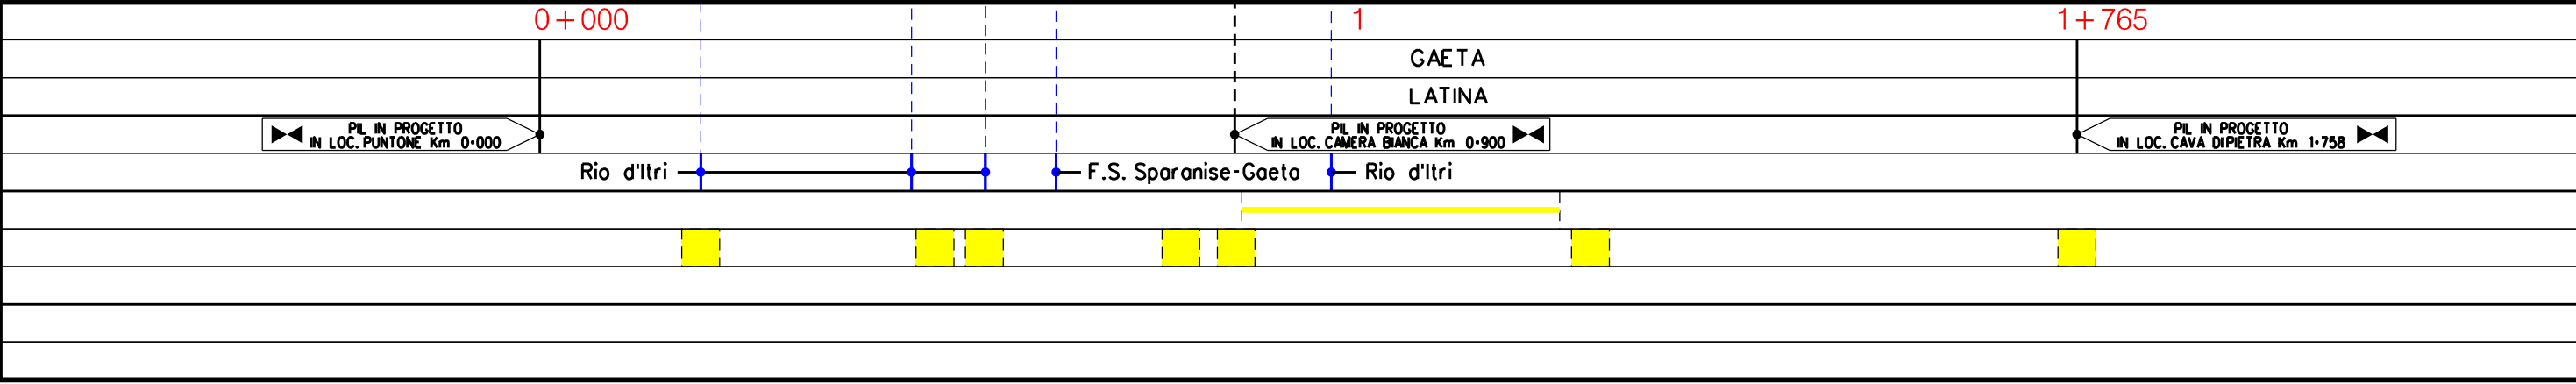 0+000 1 1+765
GAETA
LATINA
PIL IN PROGETTO
IN LOC. PUNTONE Km 0+000
PIL IN PROGETTO
IN LOC. CAMERA BIANCA Km 0+900
PIL IN PROGETTO
IN LOC. CAVA DI PIETRA Km 1+758
Rio d'Itri F.S. Sparanise-Gaeta Rio d'Itri